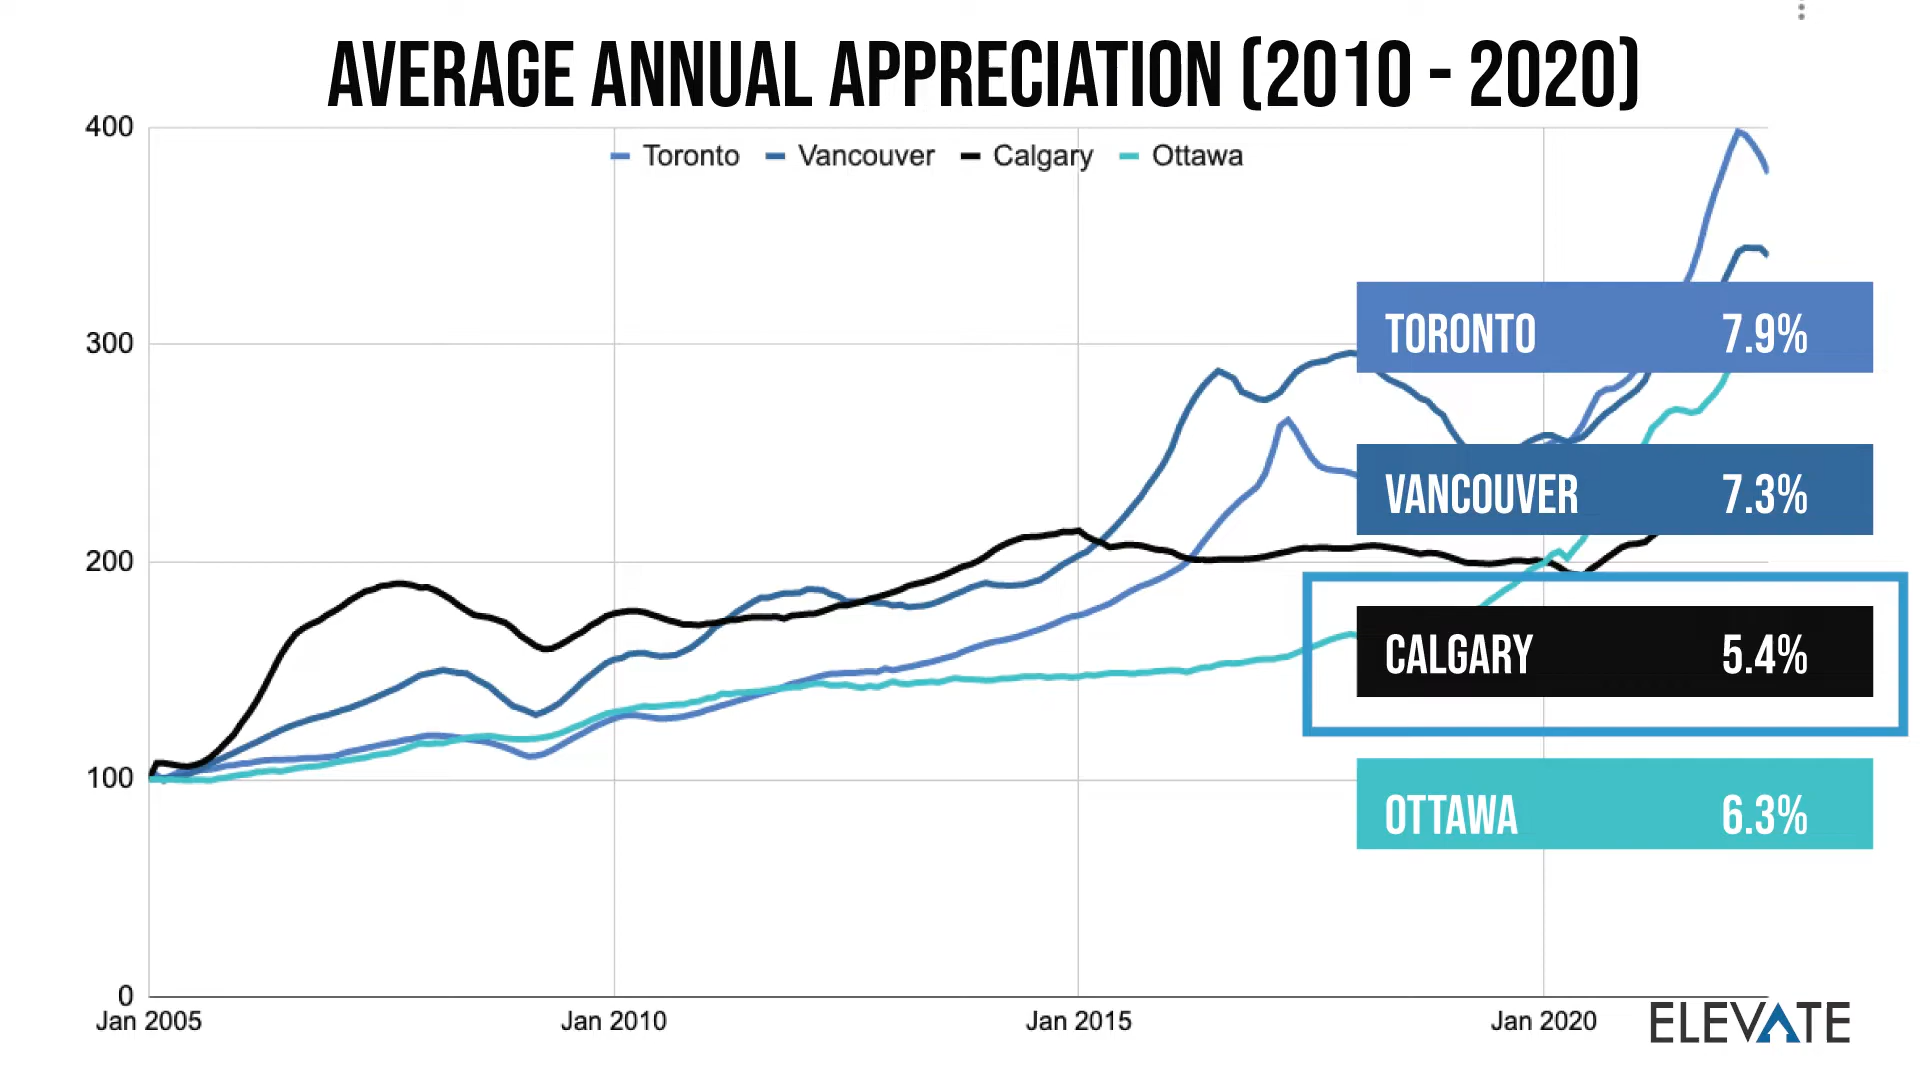 AVERAGE ANNUAL APPRECIATION (2010 - 2020)
400
Toronto Vancouver Calgary Ottawa
300
TORONTO 7.9%
VANCOUVER 7.3%
200
CALGARY 5.4%
100
OTTAWA 6.3%
0
Jan 2005 Jan 2010 Jan 2015 Jan 2020
ELEVATE